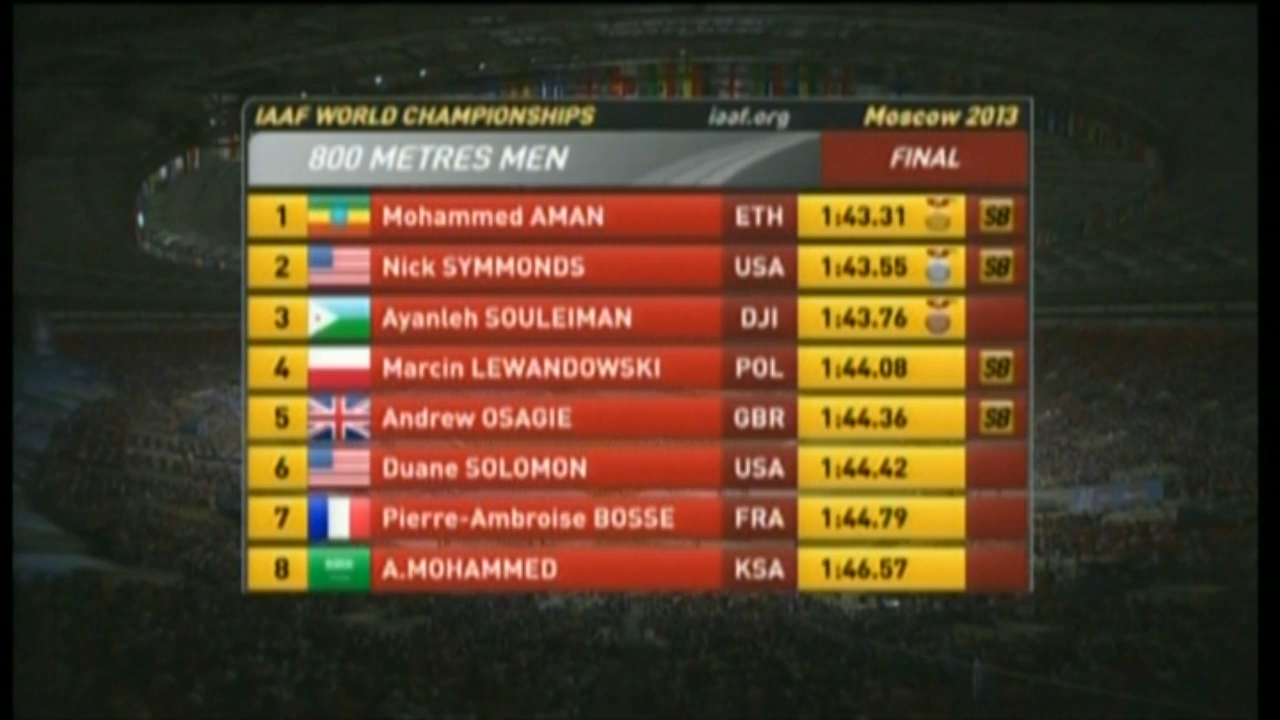 IAAF WORLD CHAMPIONSHIPS iaaf.org Moscow 2013
800 METRES MEN FINAL
1 Mohammed AMAN ETH 1:43.31 SB
2 Nick SYMMONDS USA 1:43.55 SB
3 Ayanleh SOULEIMAN DJI 1:43.76
4 Marcin LEWANDOWSKI POL 1:44.08 SB
5 Andrew OSAGIE GBR 1:44.36 SB
6 Duane SOLOMON USA 1:44.42
7 Pierre-Ambroise BOSSE FRA 1:44.79
8 A.MOHAMMED KSA 1:46.57